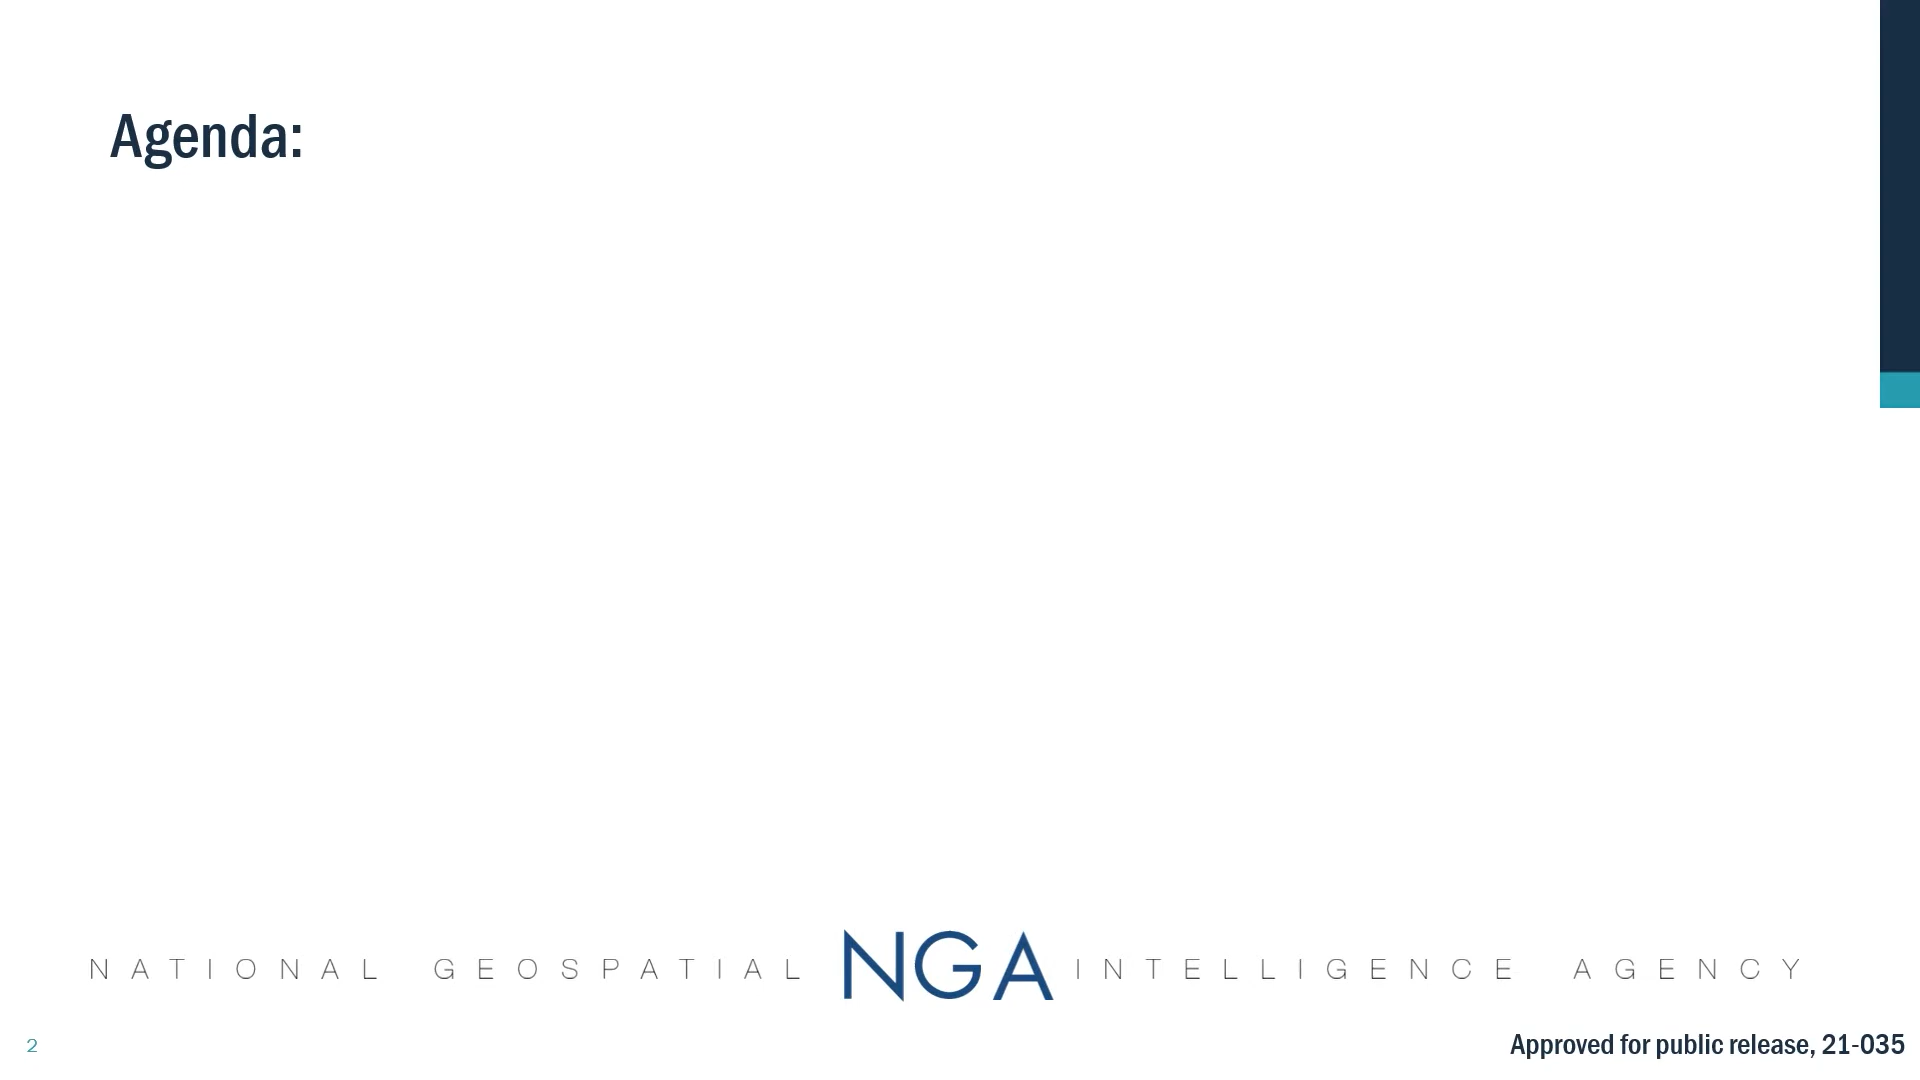 Agenda:
NATIONAL GEOSPATIAL NGA INTELLIGENCE AGENCY
2
Approved for public release, 21-035